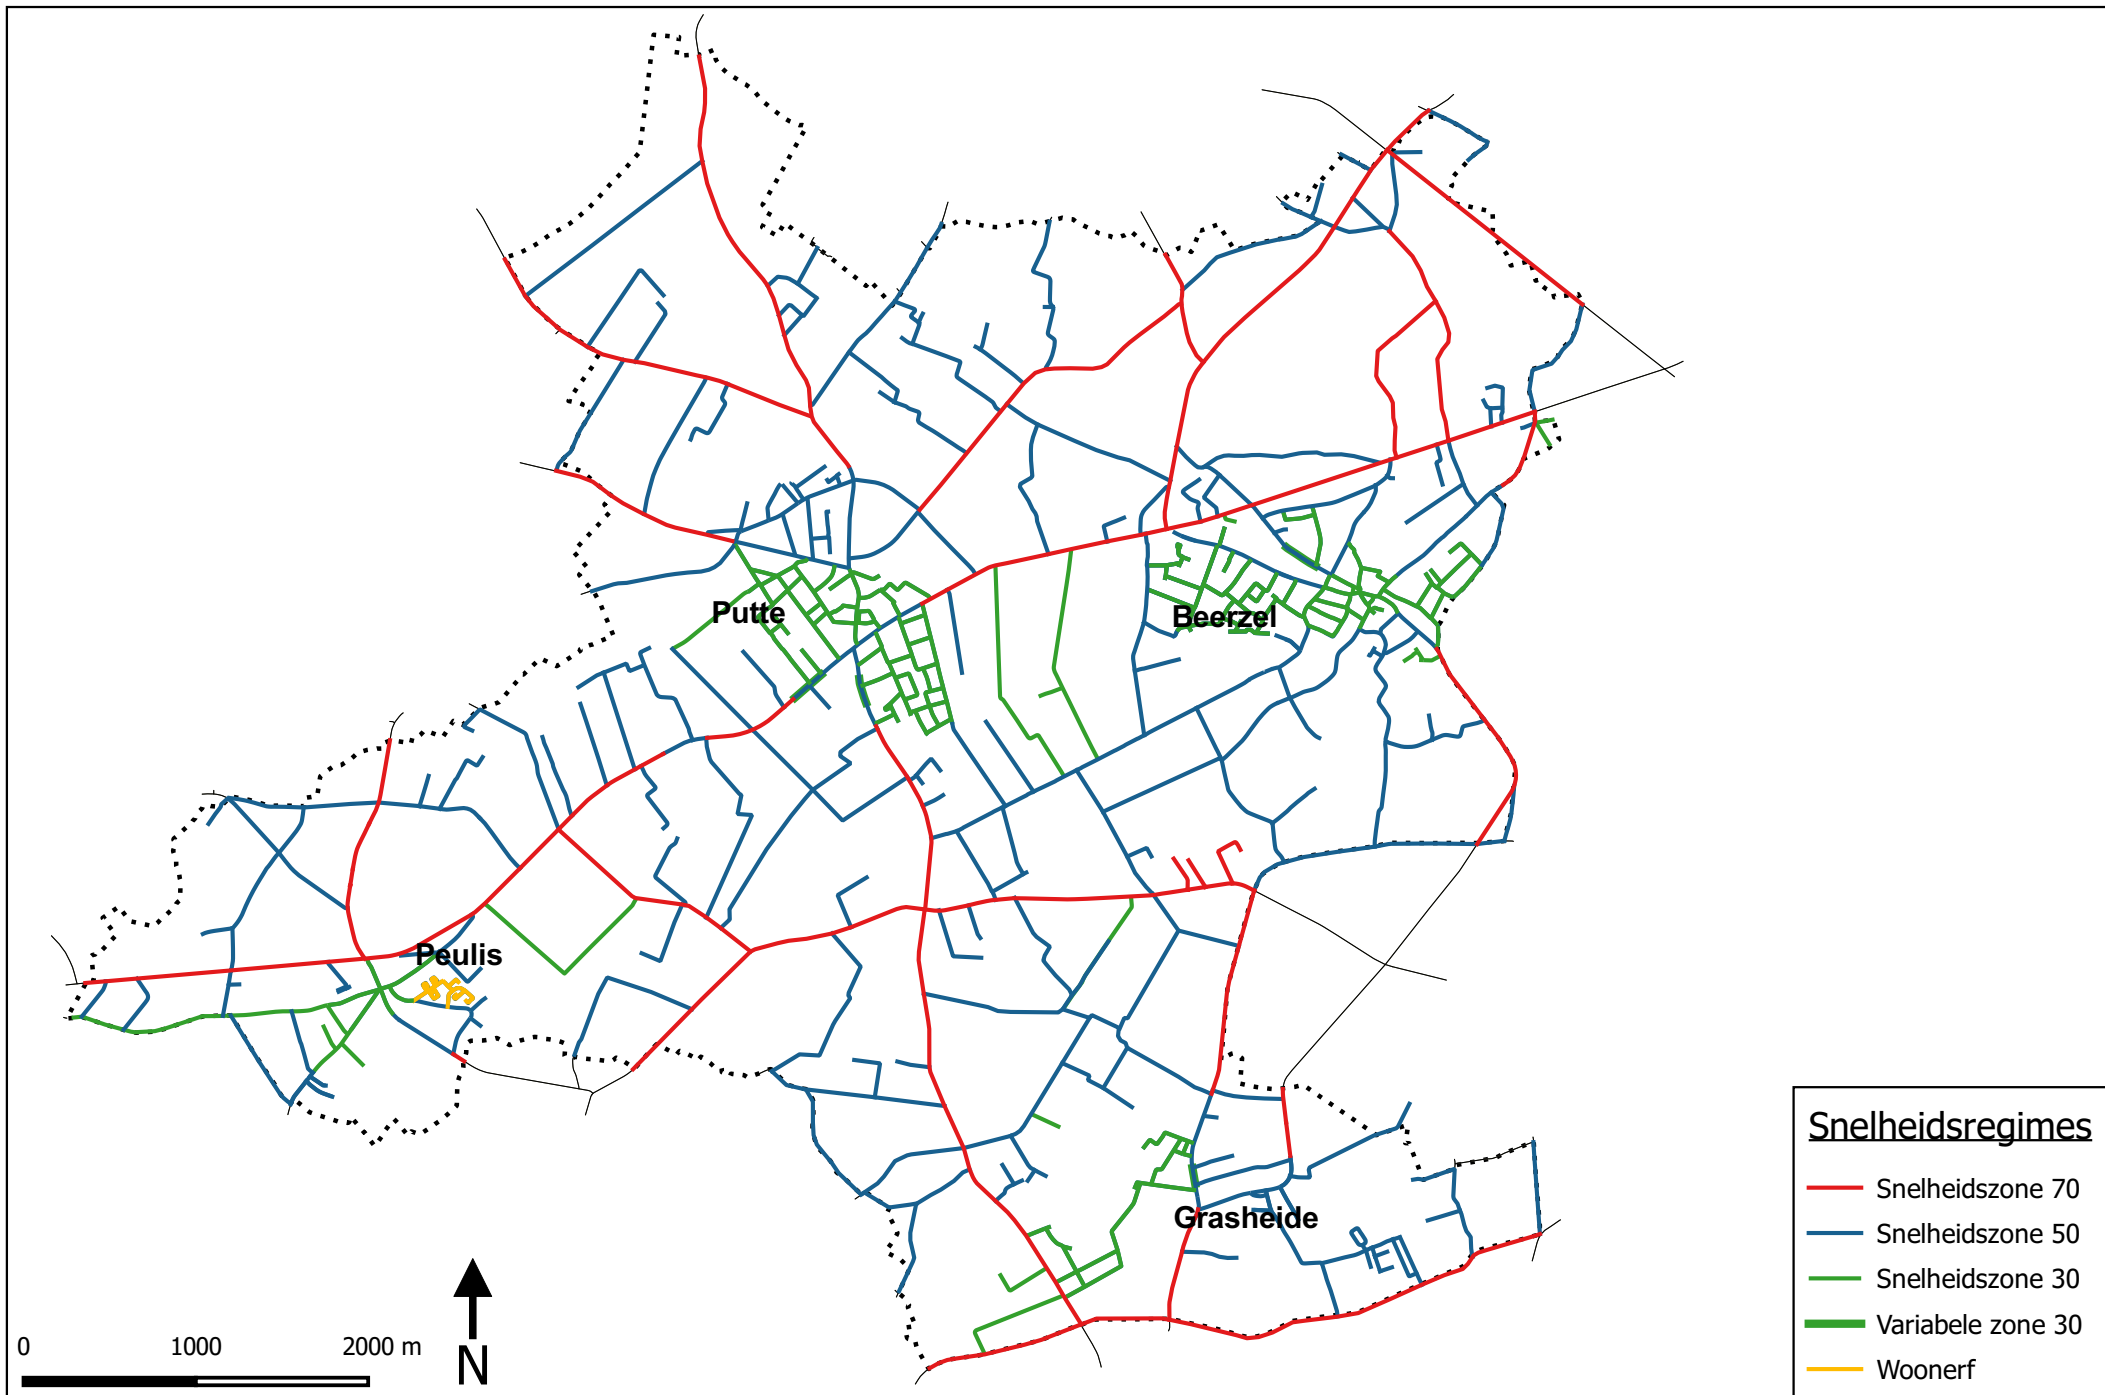 Putte
Beerzel
Peulis
Grasheide
Snelheidsregimes
Snelheidszone 70
Snelheidszone 50
Snelheidszone 30
Variabele zone 30
Woonerf
0 1000 2000 m
N